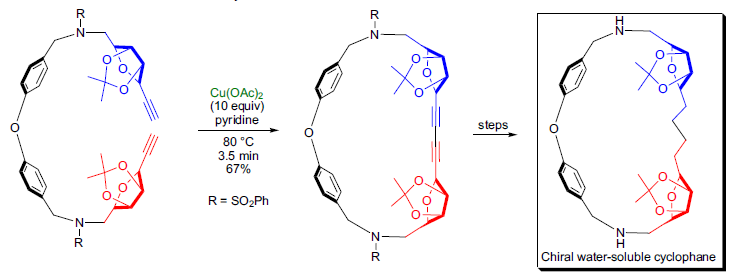 R
N
O
O
O
O
N
R
O
O
O
Cu(OAc)2
(10 equiv)
pyridine
80 °C
3.5 min
67%
R = SO2Ph
R
N
O
O
O
O
O
O
O
N
R
steps
H
N
O
O
O
O
O
O
O
N
H
Chiral water-soluble cyclophane